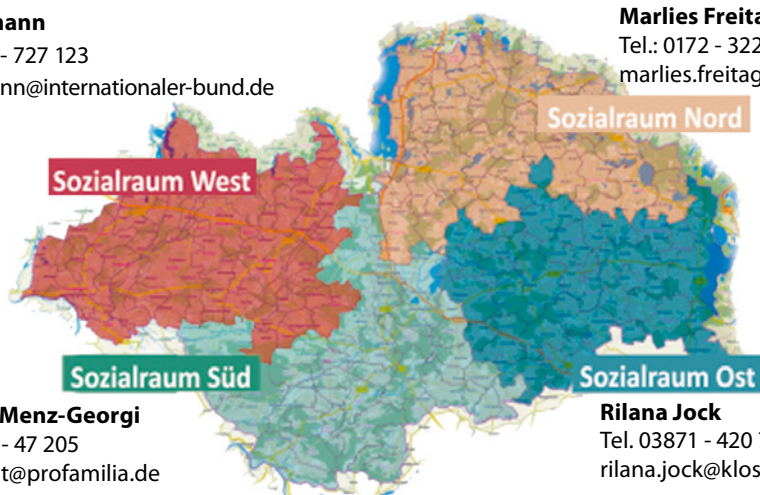 mann
- 727 123
nn@internationaler-bund.de
Marlies Freita
Tel.: 0172 - 322
marlies.freitag
Sozialraum Nord
Sozialraum West
Sozialraum Süd
Sozialraum Ost
Menz-Georgi
- 47 205
t@profamilia.de
Rilana Jock
Tel. 03871 - 420
rilana.jock@klos